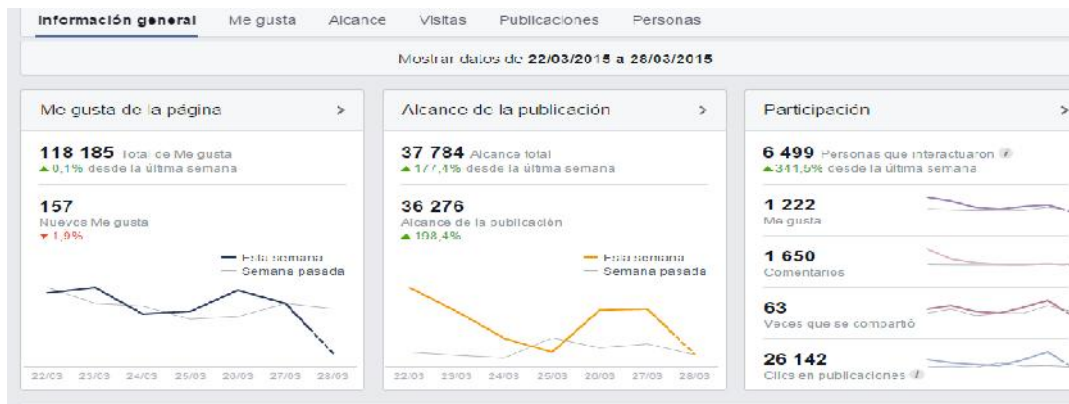 Información general Me gusta Alcance Visitas Publicaciones Personas
Mostrar datos de 22/03/2015 a 28/03/2015
Me gusta de la página >
118 185 Total de Me gusta
▲ 0,1% desde la última semana
157
Nuevos Me gusta
▼ 1,9%
Esta semana
Semana pasada
22/03 23/03 24/03 25/03 26/03 27/03 28/03
Alcance de la publicación >
37 784 Alcance total
▲ 177,4% desde la última semana
36 276
Alcance de la publicación
▲ 198,4%
Esta semana
Semana pasada
22/03 23/03 24/03 25/03 26/03 27/03 28/03
Participación >
6 499 Personas que interactuaron i
▲ 341,5% desde la última semana
1 222
Me gusta
1 650
Comentarios
63
Veces que se compartió
26 142
Clics en publicaciones i